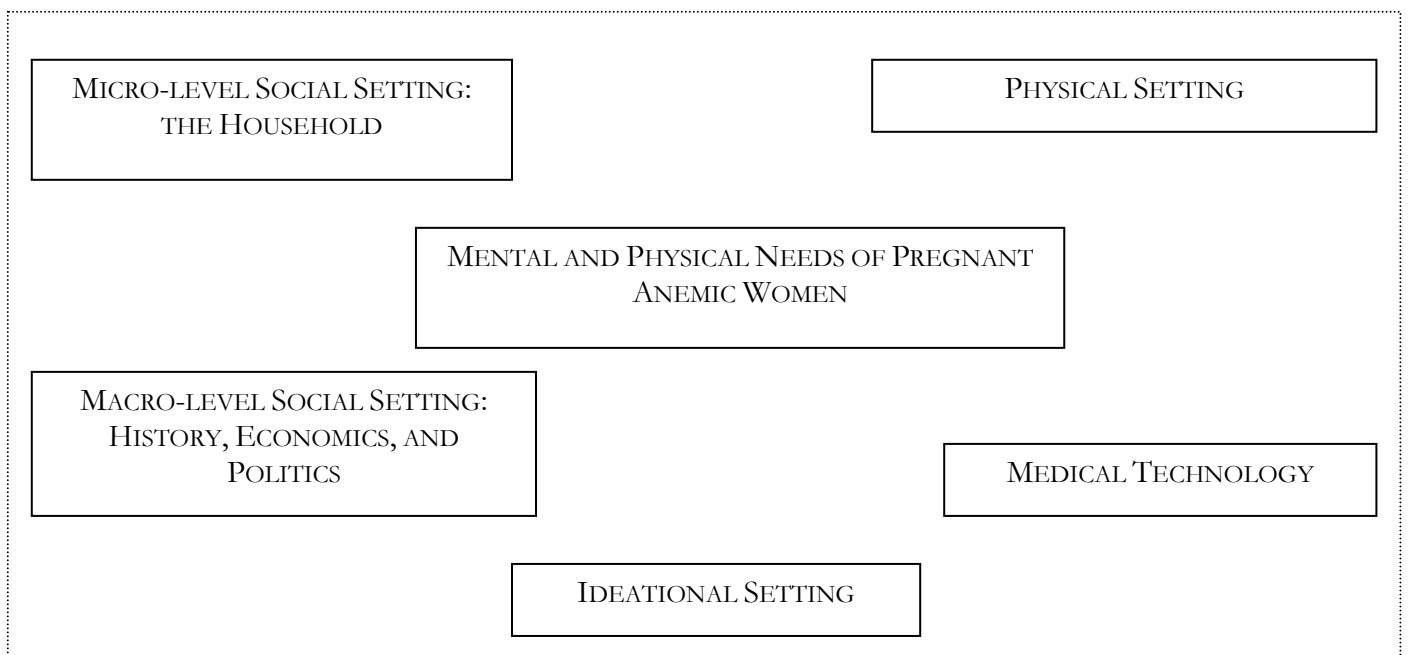 MICRO-LEVEL SOCIAL SETTING:
THE HOUSEHOLD
PHYSICAL SETTING
MENTAL AND PHYSICAL NEEDS OF PREGNANT
ANEMIC WOMEN
MACRO-LEVEL SOCIAL SETTING:
HISTORY, ECONOMICS, AND
POLITICS
MEDICAL TECHNOLOGY
IDEATIONAL SETTING